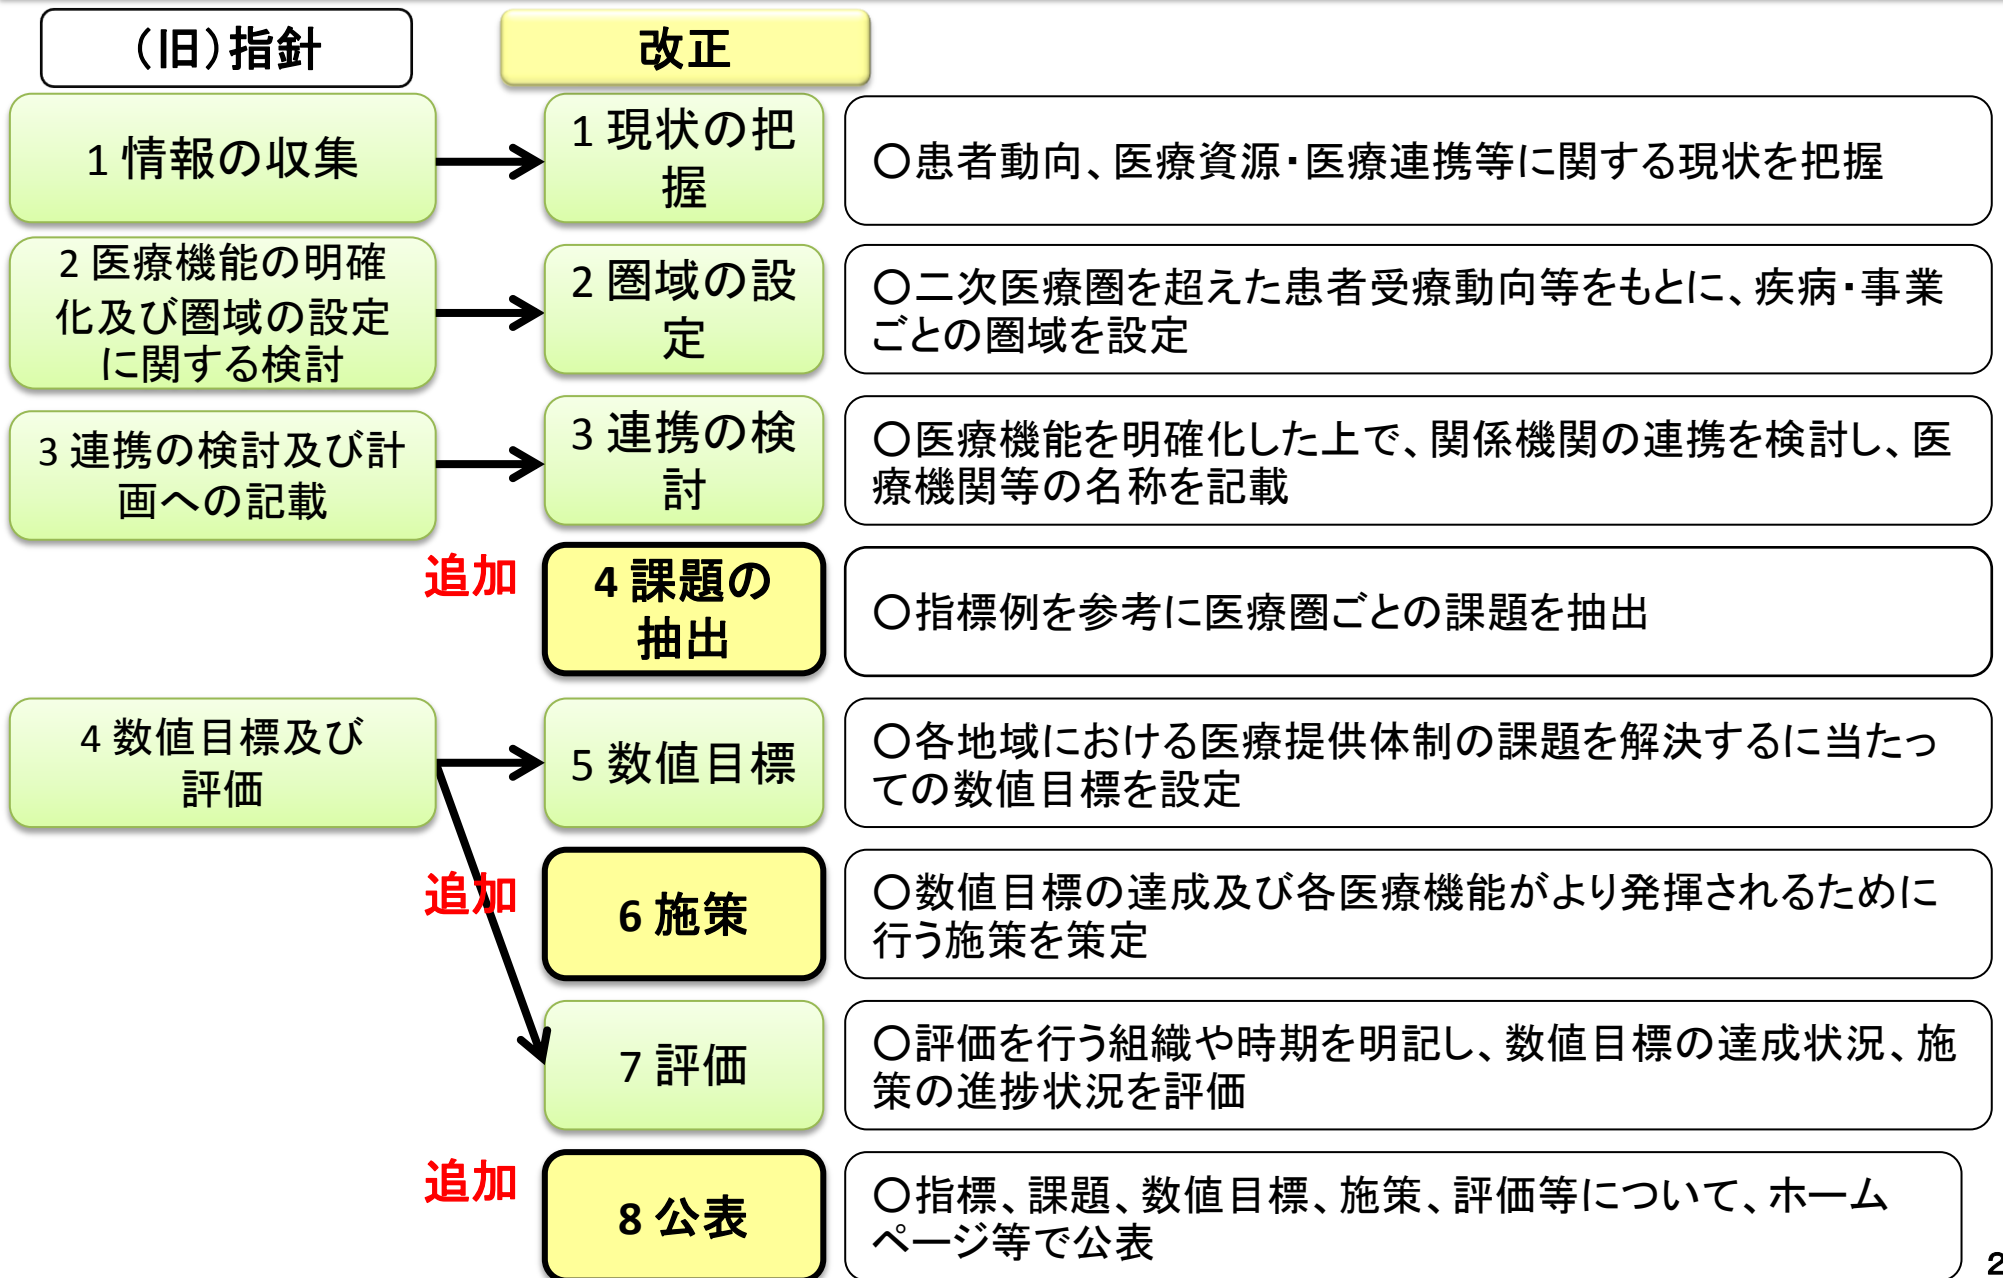 （旧）指針
改正
1 情報の収集
1 現状の把
握
〇患者動向、医療資源・医療連携等に関する現状を把握
2 医療機能の明確
化及び圏域の設定
に関する検討
2 圏域の設
定
〇二次医療圏を超えた患者受療動向等をもとに、疾病・事業
ごとの圏域を設定
3 連携の検討及び計
画への記載
3 連携の検
討
〇医療機能を明確化した上で、関係機関の連携を検討し、医
療機関等の名称を記載
追加
4 課題の
抽出
〇指標例を参考に医療圏ごとの課題を抽出
4 数値目標及び
評価
5 数値目標
〇各地域における医療提供体制の課題を解決するに当たっ
ての数値目標を設定
追加
6 施策
〇数値目標の達成及び各医療機能がより発揮されるために
行う施策を策定
7 評価
〇評価を行う組織や時期を明記し、数値目標の達成状況、施
策の進捗状況を評価
追加
8 公表
〇指標、課題、数値目標、施策、評価等について、ホーム
ページ等で公表
2